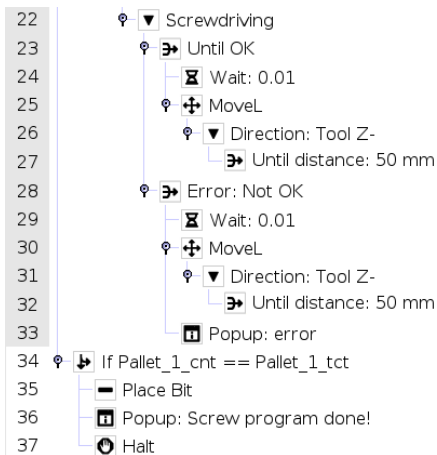 22 Screwdriving
23 Until OK
24 Wait: 0.01
25 MoveL
26 Direction: Tool Z-
27 Until distance: 50 mm
28 Error: Not OK
29 Wait: 0.01
30 MoveL
31 Direction: Tool Z-
32 Until distance: 50 mm
33 Popup: error
34 If Pallet_1_cnt == Pallet_1_tct
35 Place Bit
36 Popup: Screw program done!
37 Halt